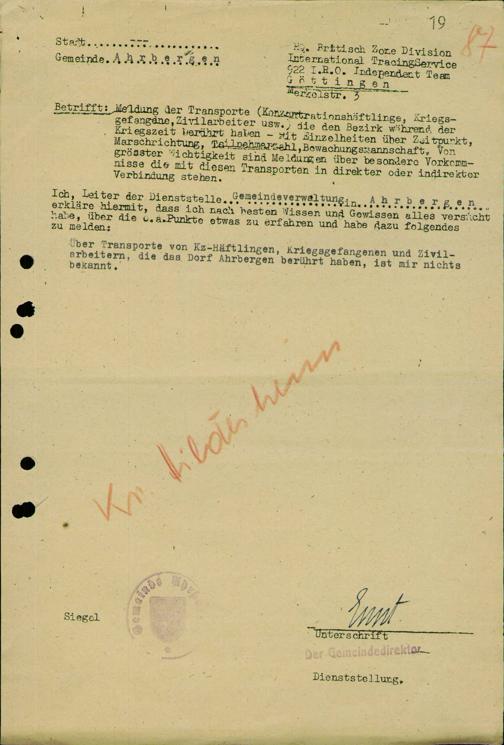 19
87
Stadt...---...........
Gemeinde. A h r b e r g e n
Hq. Britisch Zone Division
International TracingService
922 I.R.O. Independent Team
G ö t t i n g e n
Merkelstr. 3
Betrifft: Meldung der Transporte (Konzentrationshäftlinge, Kriegs-
gefangene,Zivilarbeiter usw.) die den Bezirk während der
Kriegszeit berührt haben - Mit Einzelheiten über Zeitpunkt,
Marschrichtung, Teilnehmerzahl,Bewachungsmannschaft. Von
grösster Wichtigkeit sind Meldungen über besondere Vorkomm-
nisse die mit diesen Transporten in direkter oder indirekter
Verbindung stehen.
Ich, Leiter der Dienststelle .Gemeindeverwaltung in. A h r b e r g e n
erkläre hiermit, dass ich nach besten Wissen und Gewissen alles versucht
habe, über die o.a.Punkte etwas zu erfahren und habe dazu folgendes
zu melden:
Über Transporte von Kz-Häftlingen, Kriegsgefangenen und Zivil-
arbeitern, die das Dorf Ahrbergen berührt haben, ist mir nichts
bekannt.
Kr. Hildesheim
Gemeinde
Siegel
Unterschrift
Der Gemeindedirektor
Dienststellung.